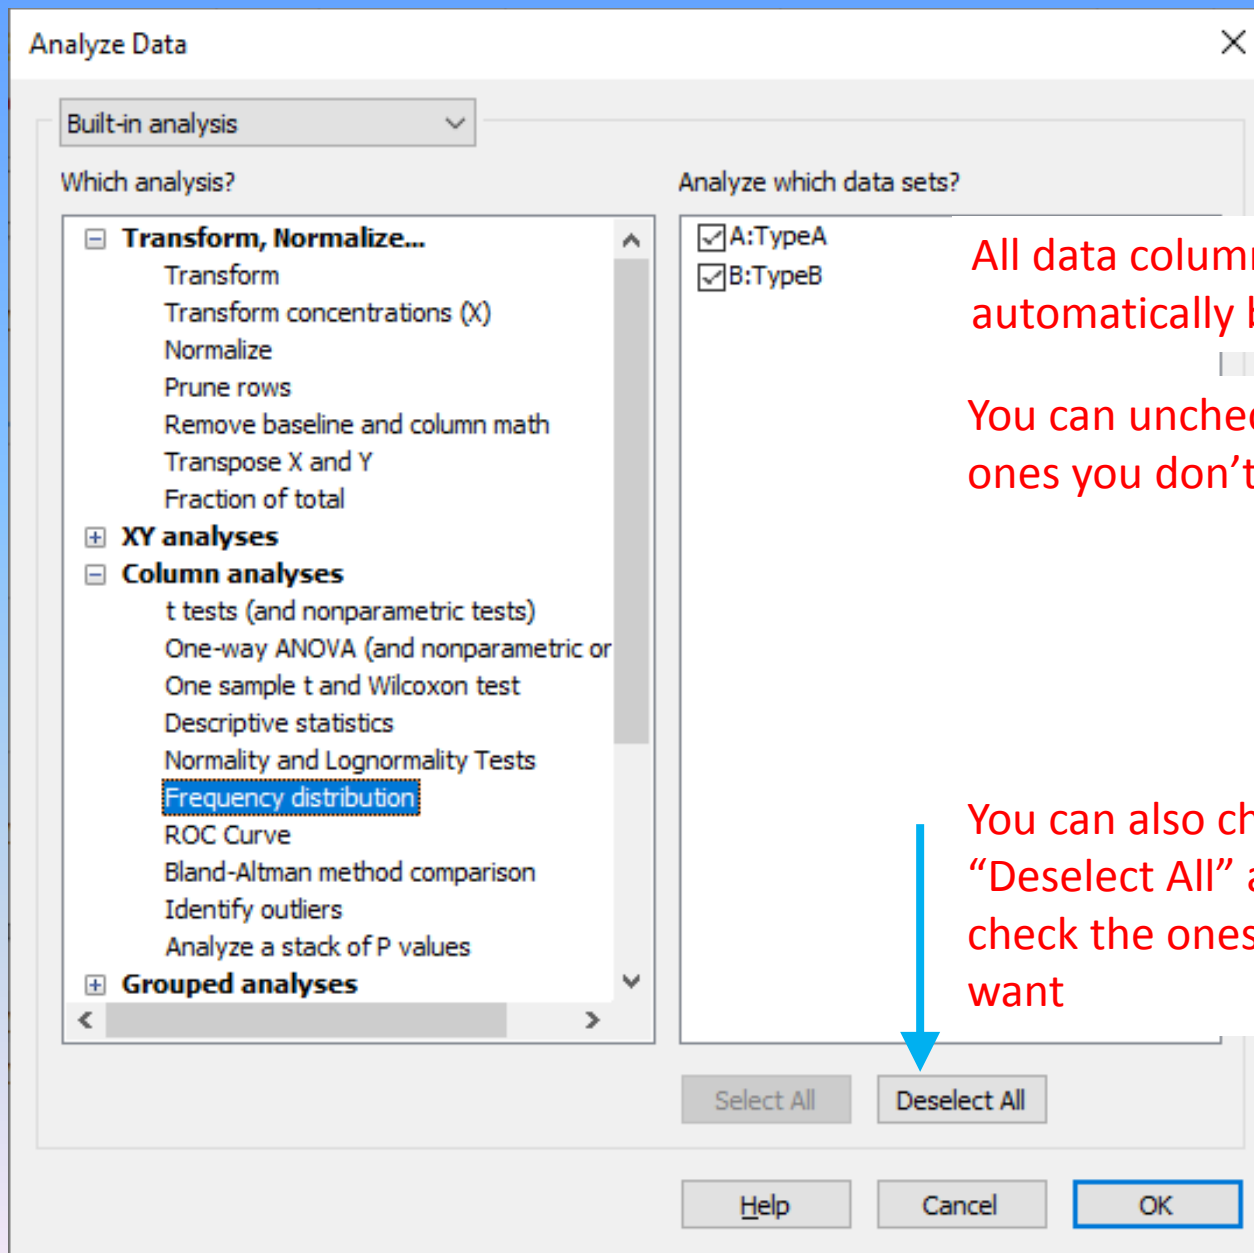 Analyze Data
Built-in analysis
Which analysis?
Transform, Normalize...
Transform
Transform concentrations (X)
Normalize
Prune rows
Remove baseline and column math
Transpose X and Y
Fraction of total
XY analyses
Column analyses
t tests (and nonparametric tests)
One-way ANOVA (and nonparametric or
One sample t and Wilcoxon test
Descriptive statistics
Normality and Lognormality Tests
Frequency distribution
ROC Curve
Bland-Altman method comparison
Identify outliers
Analyze a stack of P values
Grouped analyses
Analyze which data sets?
A:TypeA
B:TypeB
All data
automatically
You can
ones you don’t
You can also
“Deselect All”
check the ones
want
Select All
Deselect All
Help
Cancel
OK